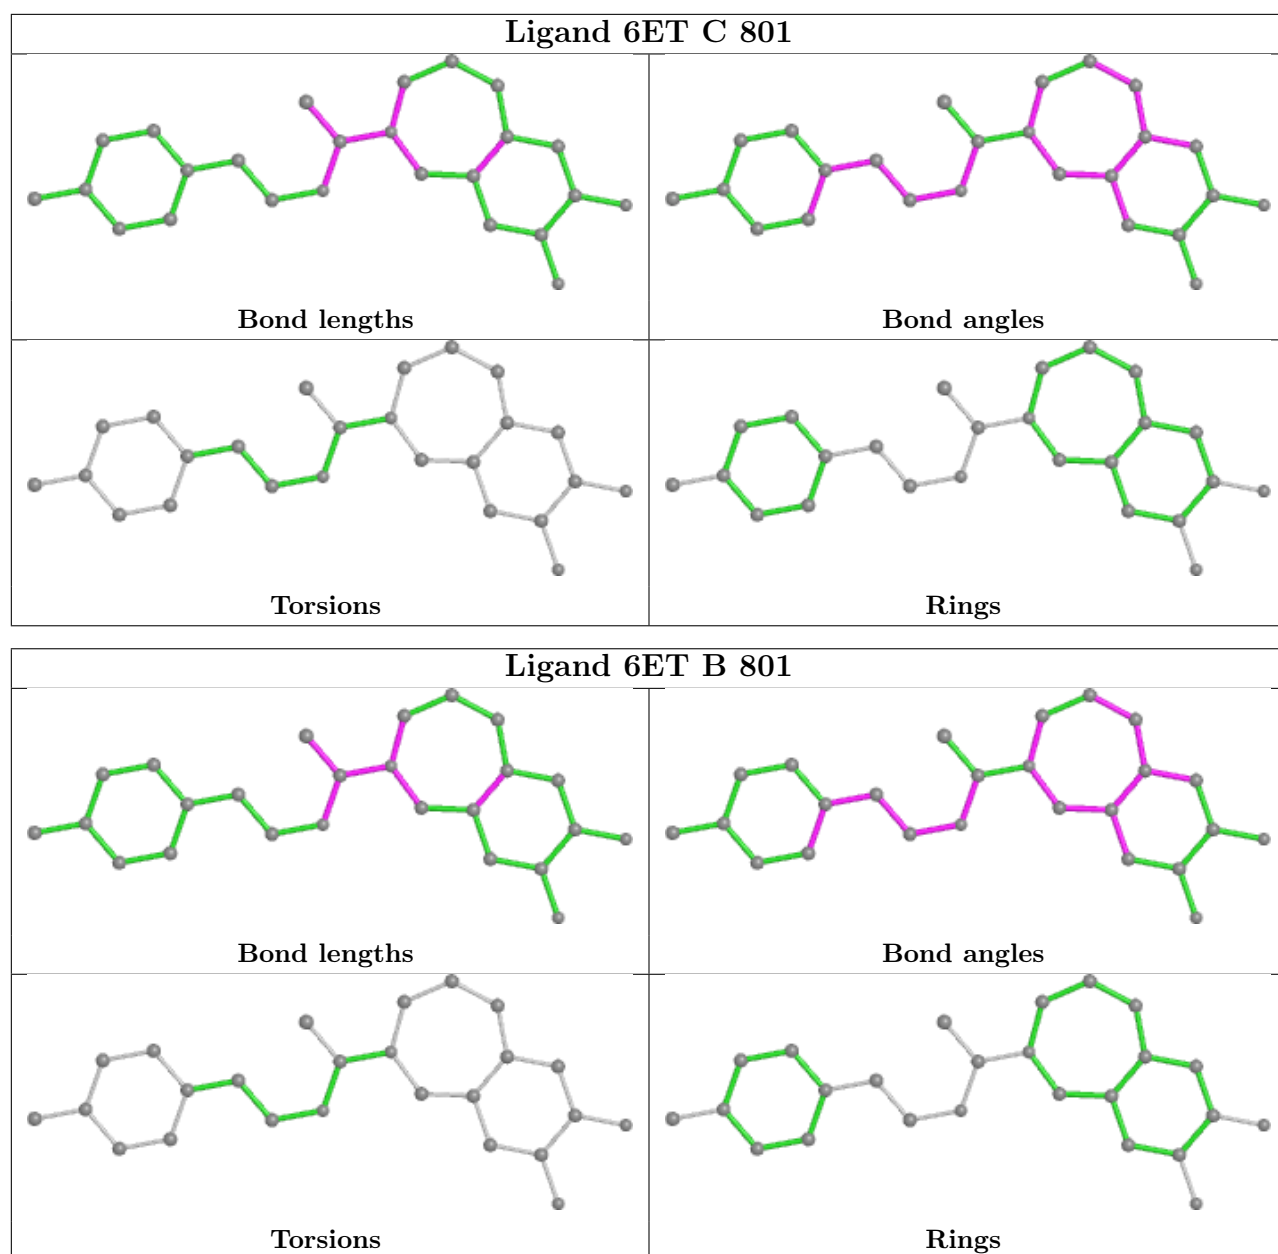 Ligand 6ET C 801
Bond lengths
Bond angles
Torsions
Rings
Ligand 6ET B 801
Bond lengths
Bond angles
Torsions
Rings